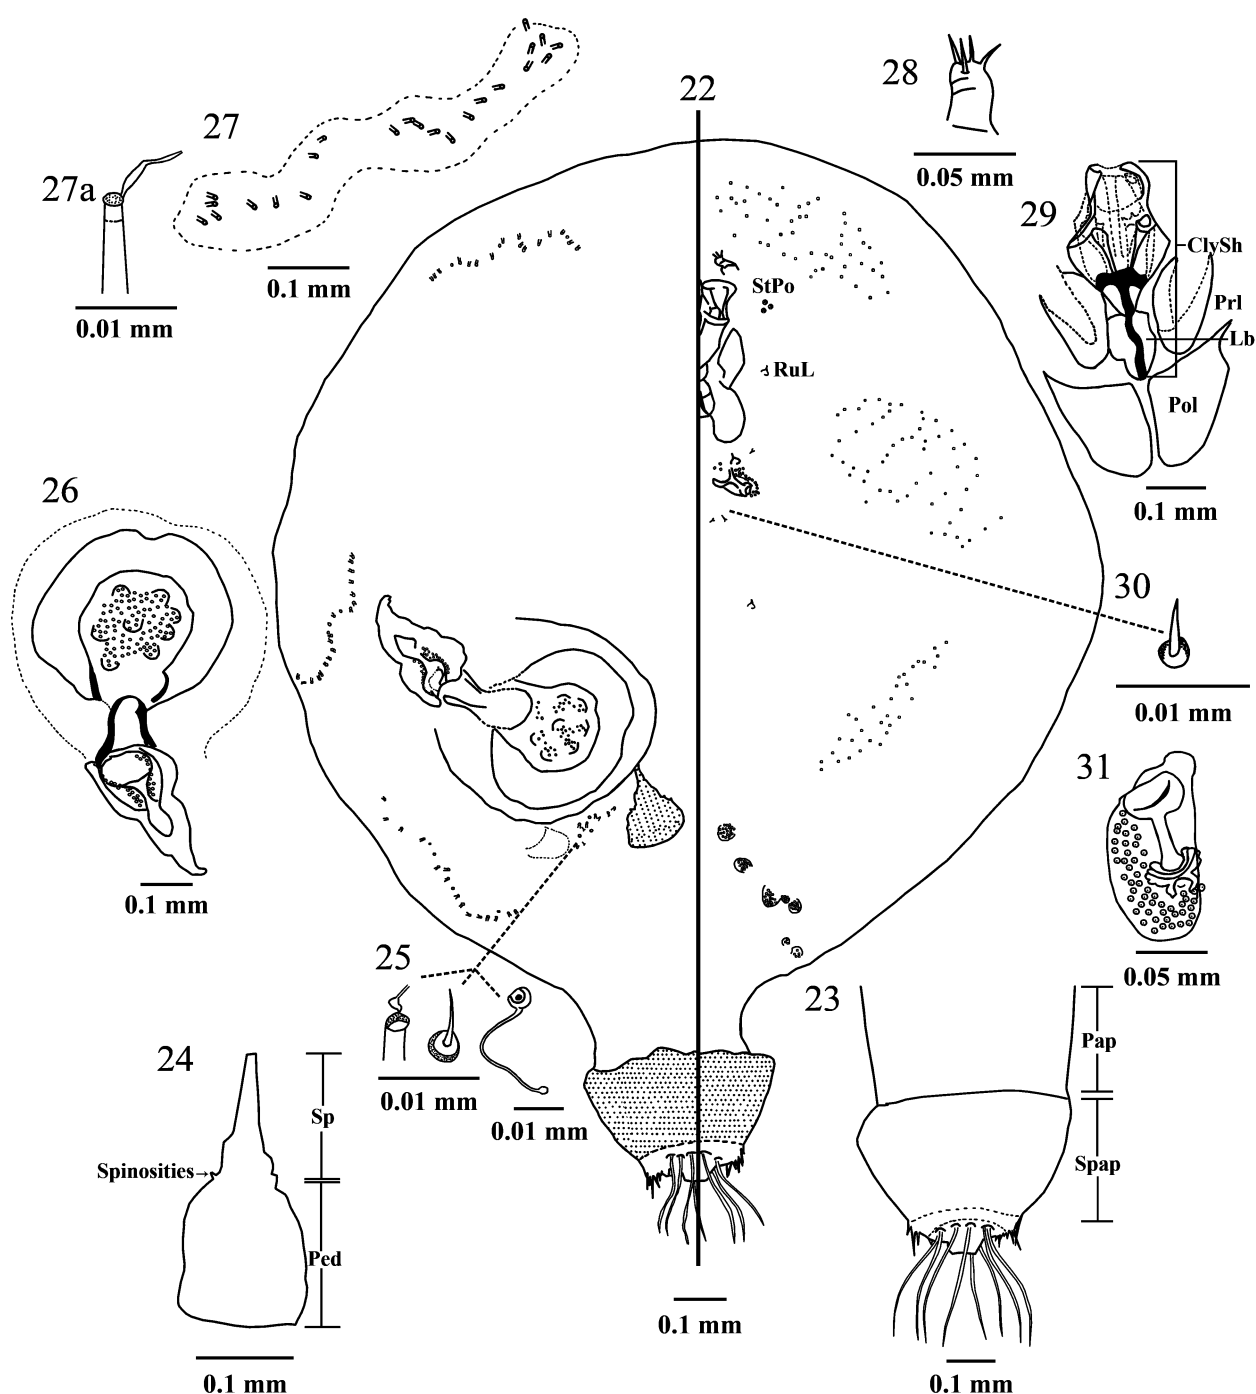 22
27
27a
0.01 mm
0.1 mm
28
0.05 mm
29
ClySh
Prl
Lb
Pol
0.1 mm
StPo
RuL
26
0.1 mm
30
0.01 mm
31
0.05 mm
25
0.01 mm
0.01 mm
24
Sp
Spinosities→
Ped
0.1 mm
0.1 mm
23
Pap
Spap
0.1 mm